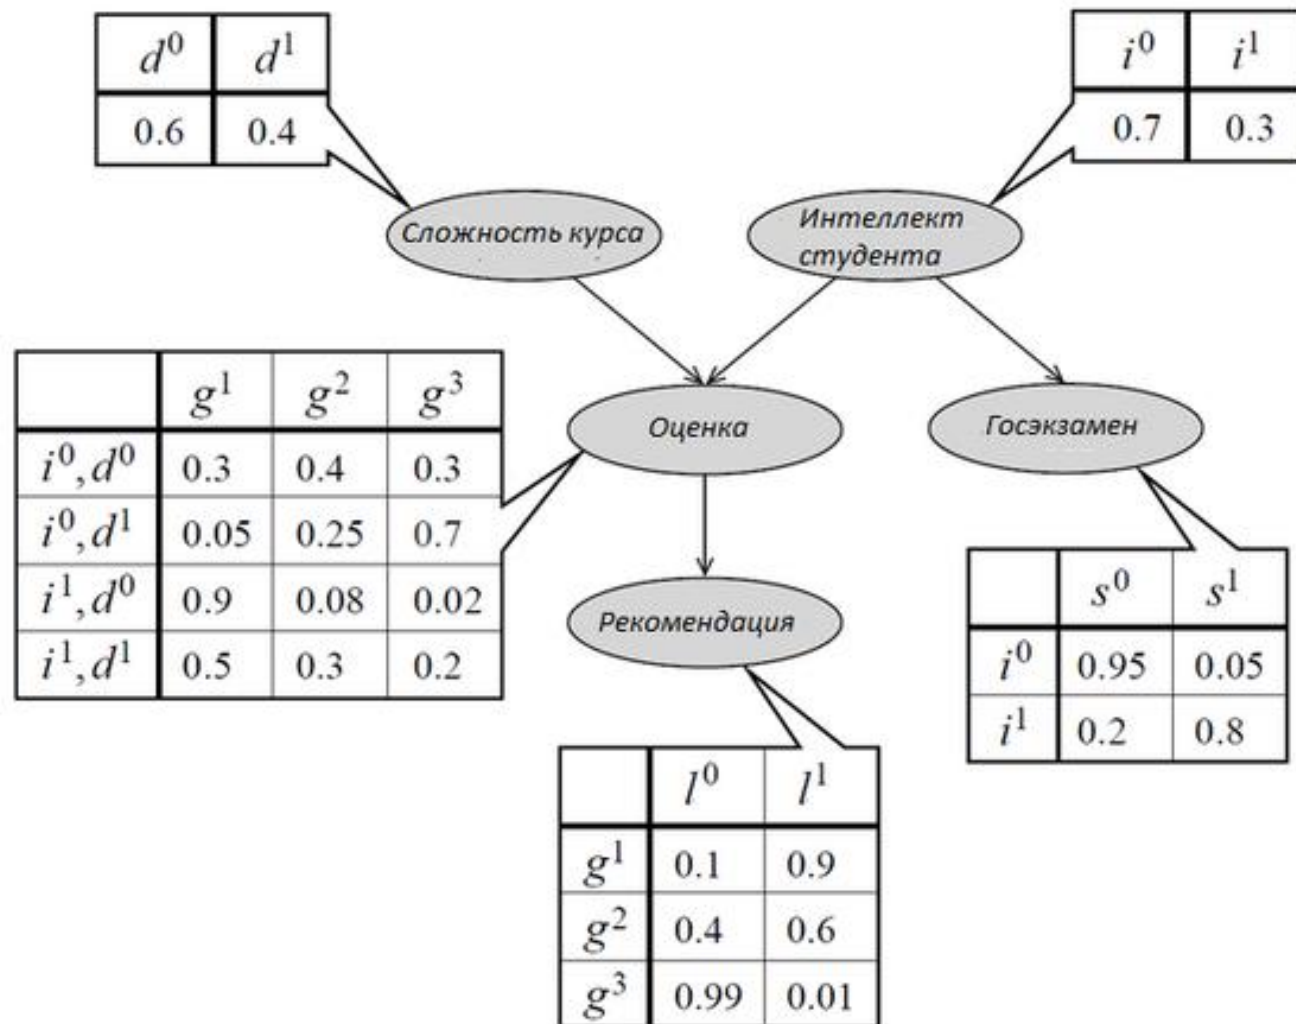 d⁰ d¹
0.6 0.4
i⁰ i¹
0.7 0.3
Сложность курса
Интеллект
студента
g¹ g² g³
i⁰,d⁰ 0.3 0.4 0.3
i⁰,d¹ 0.05 0.25 0.7
i¹,d⁰ 0.9 0.08 0.02
i¹,d¹ 0.5 0.3 0.2
Оценка
Госэкзамен
s⁰ s¹
i⁰ 0.95 0.05
i¹ 0.2 0.8
Рекомендация
l⁰ l¹
g¹ 0.1 0.9
g² 0.4 0.6
g³ 0.99 0.01